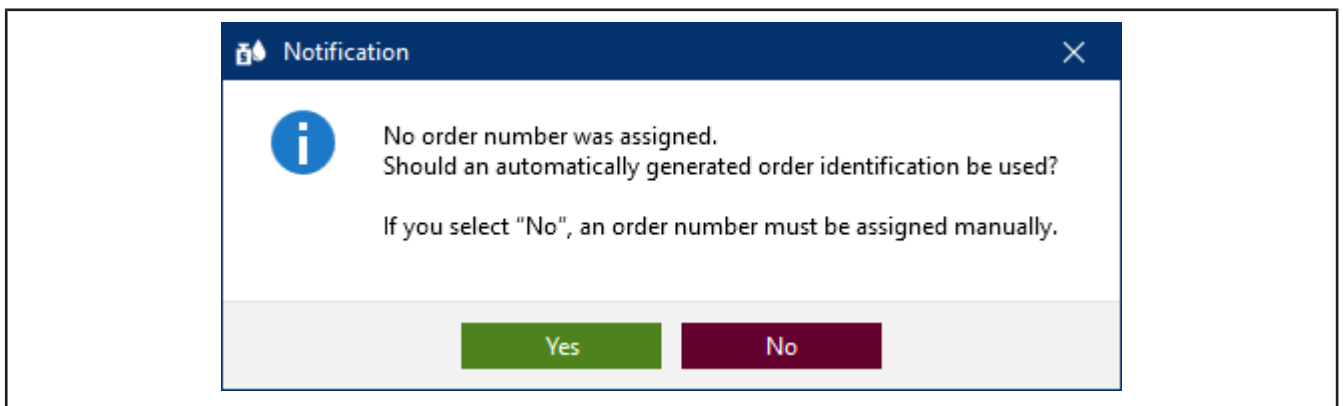 Notification
No order number was assigned.
Should an automatically generated order identification be used?
If you select “No”, an order number must be assigned manually.
Yes
No